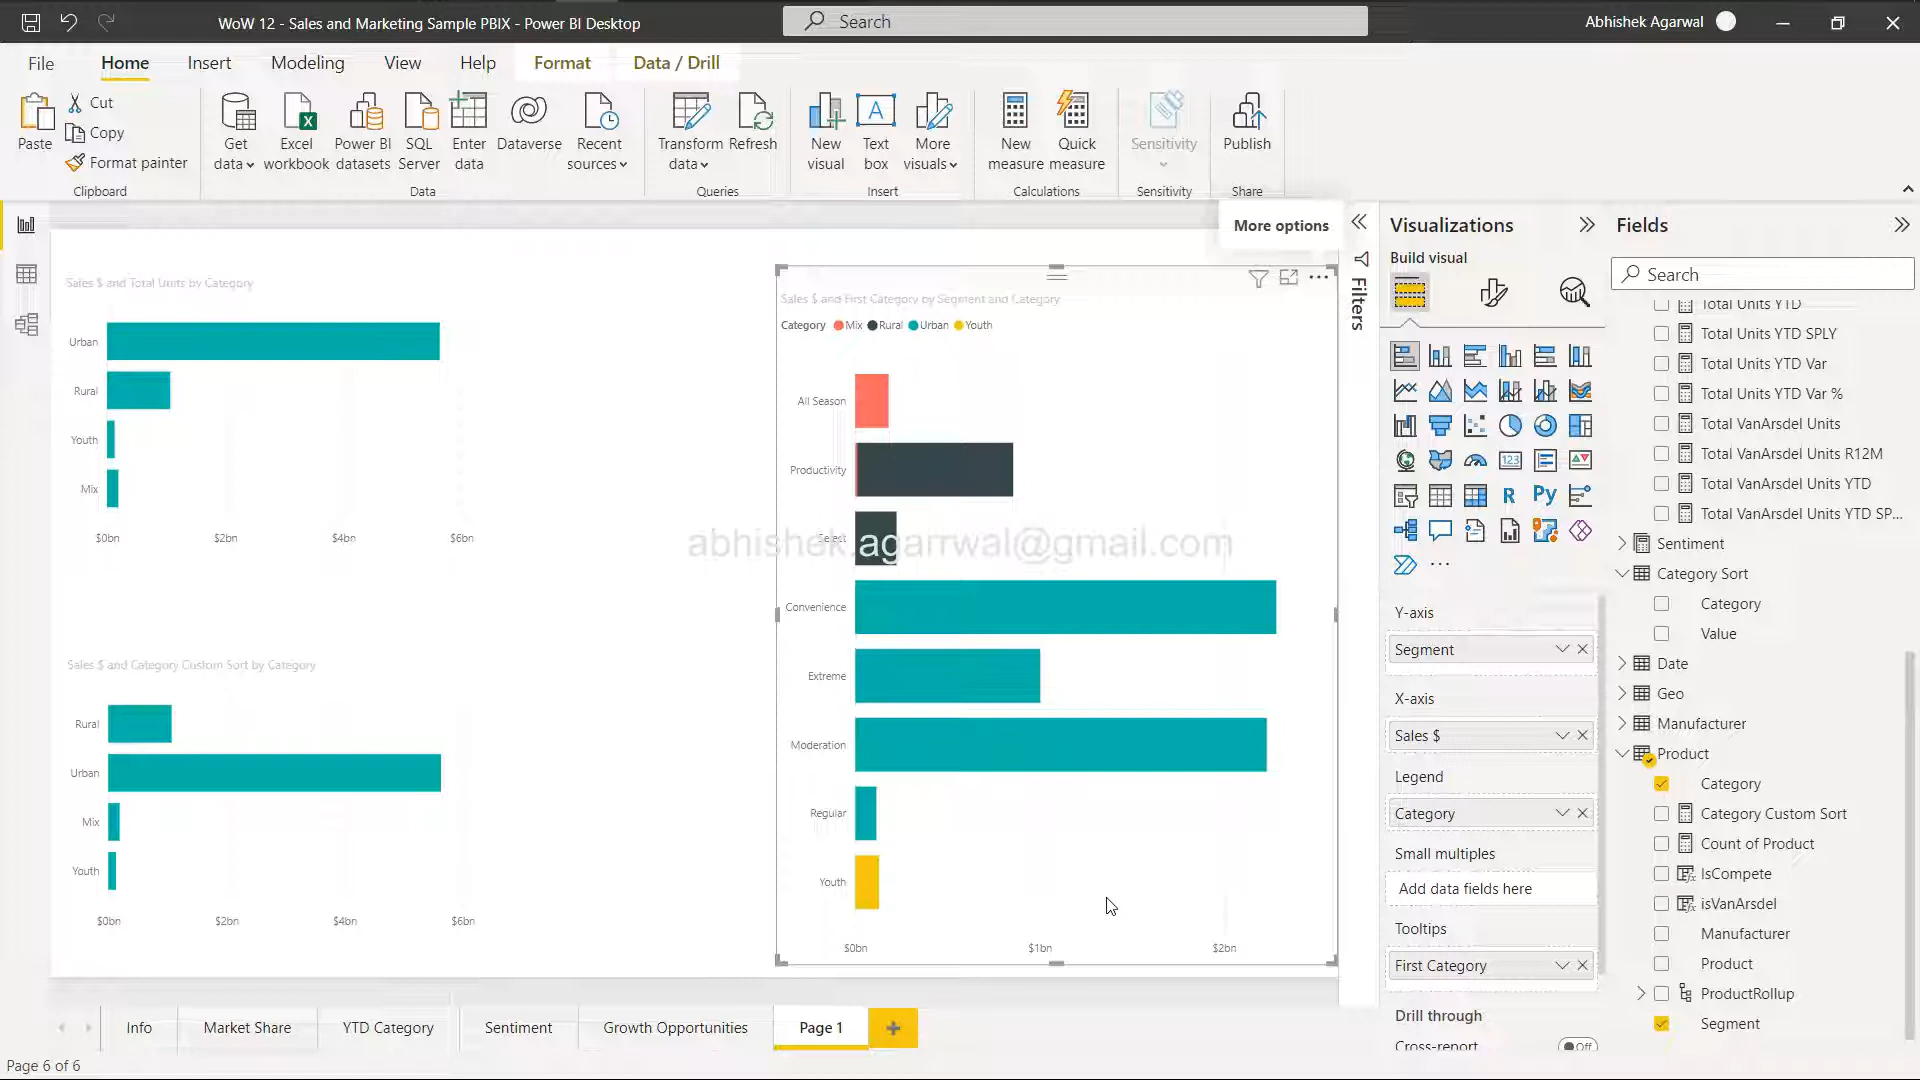 WoW 12 - Sales and Marketing Sample PBIX - Power BI Desktop
Search
Abhishek Agarwal
File Home Insert Modeling View Help Format Data / Drill
Paste
Cut
Copy
Format painter
Clipboard
Get data
Excel workbook
Power BI datasets
SQL Server
Enter data
Dataverse
Recent sources
Data
Transform data
Refresh
Queries
New visual
Text box
More visuals
Insert
New measure
Quick measure
Calculations
Sensitivity
Sensitivity
Publish
Share
More options
Sales $ and Total Units by Category
Urban
Rural
Youth
Mix
$0bn $2bn $4bn $6bn
Sales $ and Category Custom Sort by Category
Rural
Urban
Mix
Youth
$0bn $2bn $4bn $6bn
Sales $ and First Category by Segment and Category
Category Mix Rural Urban Youth
All Season
Productivity
Select
abhishek.agarrwal@gmail.com
Convenience
Extreme
Moderation
Regular
Youth
$0bn $1bn $2bn
Filters
Visualizations
Build visual
123
R
Py
Y-axis
Segment
X-axis
Sales $
Legend
Category
Small multiples
Add data fields here
Tooltips
First Category
Drill through
Cross-report
Off
Fields
Search
Total Units YTD
Total Units YTD SPLY
Total Units YTD Var
Total Units YTD Var %
Total VanArsdel Units
Total VanArsdel Units R12M
Total VanArsdel Units YTD
Total VanArsdel Units YTD SP...
Sentiment
Category Sort
Category
Value
Date
Geo
Manufacturer
Product
Category
Category Custom Sort
Count of Product
IsCompete
isVanArsdel
Manufacturer
Product
ProductRollup
Segment
Info Market Share YTD Category Sentiment Growth Opportunities Page 1
Page 6 of 6